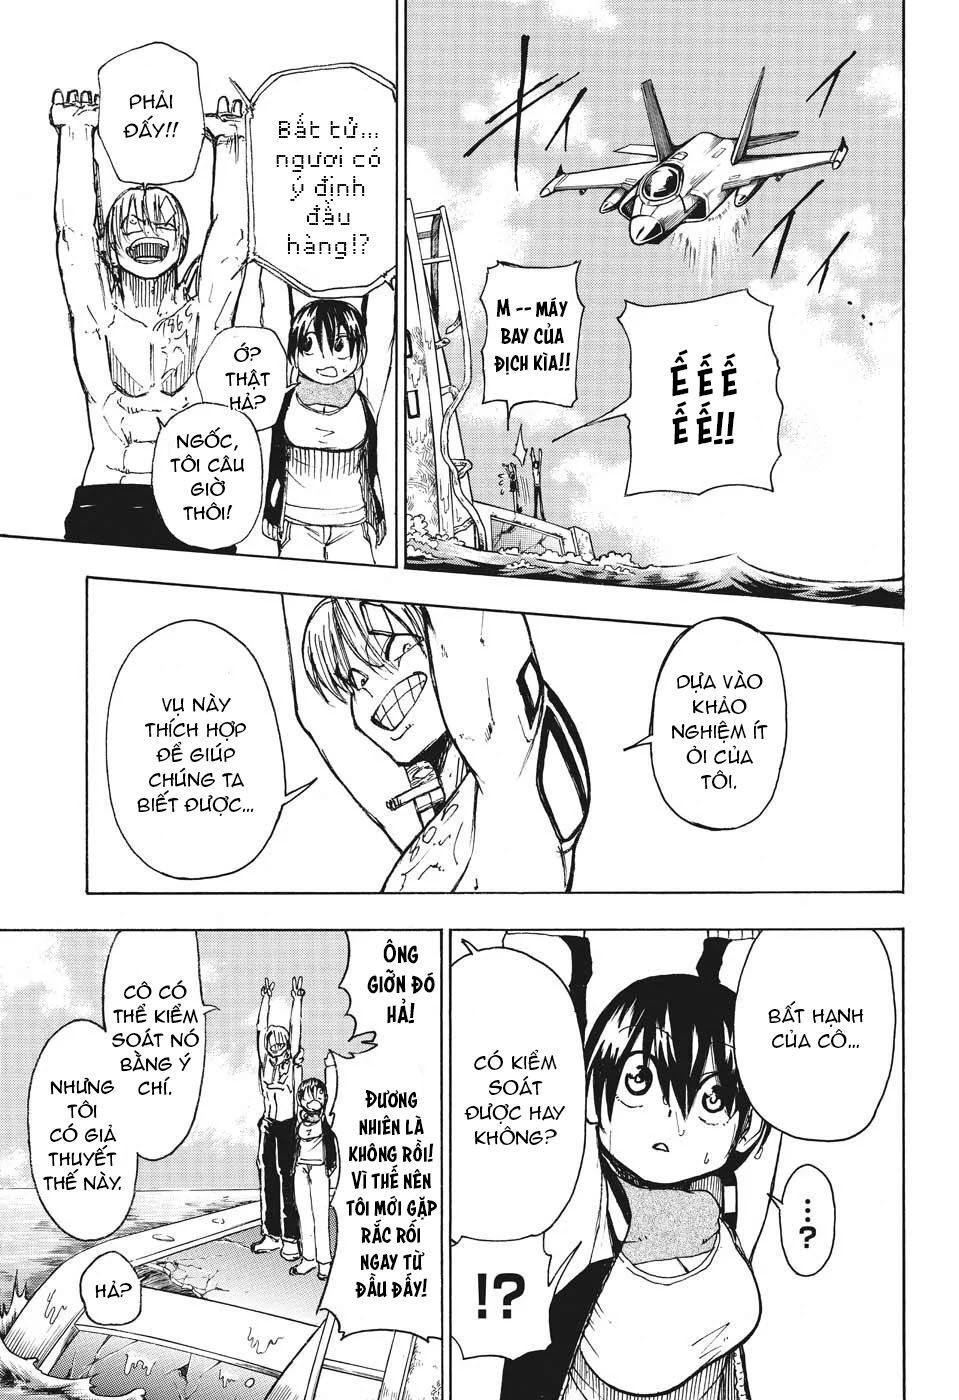 Ế Ế Ế
Ế Ế!!
M -- MÁY
BAY CỦA
ĐỊCH KÌA!!
Bất tử...
ngươi có
ý định
đầu
hàng!?
PHẢI
ĐẤY!!
Ớ?
THẬT
HẢ?
NGỐC,
TÔI CÂU
GIỜ
THÔI!
1865
DỰA VÀO
KHẢO
NGHIỆM ÍT
ỎI CỦA
TÔI.
VỤ NÀY
THÍCH HỢP
ĐỂ GIÚP
CHÚNG TA
BIẾT ĐƯỢC...
BẤT HẠNH
CỦA CÔ...
CÓ KIỂM
SOÁT
ĐƯỢC HAY
KHÔNG?
...?
!?
ÔNG
GIỠN ĐÓ
HẢ!
ĐƯƠNG
NHIÊN LÀ
KHÔNG RỒI!
VÌ THẾ NÊN
TÔI MỚI GẶP
RẮC RỐI
NGAY TỪ
ĐẦU ĐẤY!
CÔ CÓ
THỂ KIỂM
SOÁT NÓ
BẰNG Ý
CHÍ.
NHƯNG
TÔI
CÓ GIẢ
THUYẾT
THẾ NÀY.
HẢ?